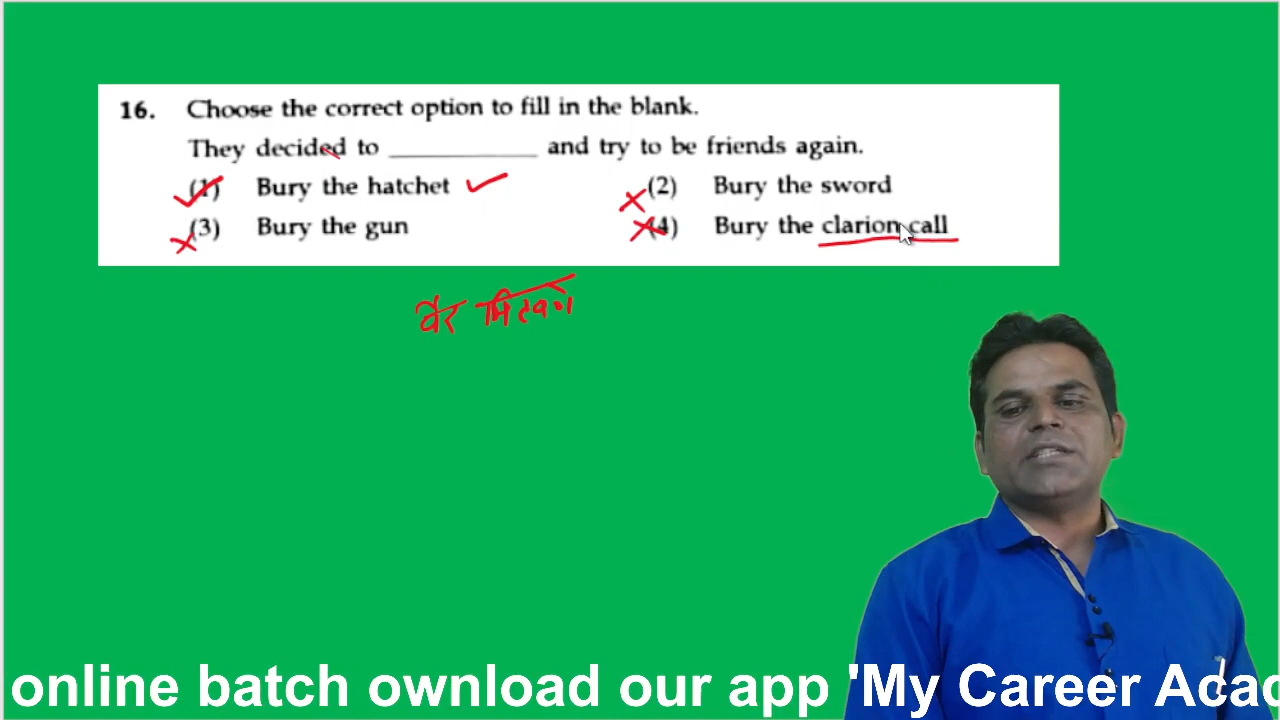 16. Choose the correct option to fill in the blank.
They decided to ____________ and try to be friends again.
(1) Bury the hatchet (2) Bury the sword
(3) Bury the gun (4) Bury the clarion call
वैर
online batch ownload our app 'My Career Acad